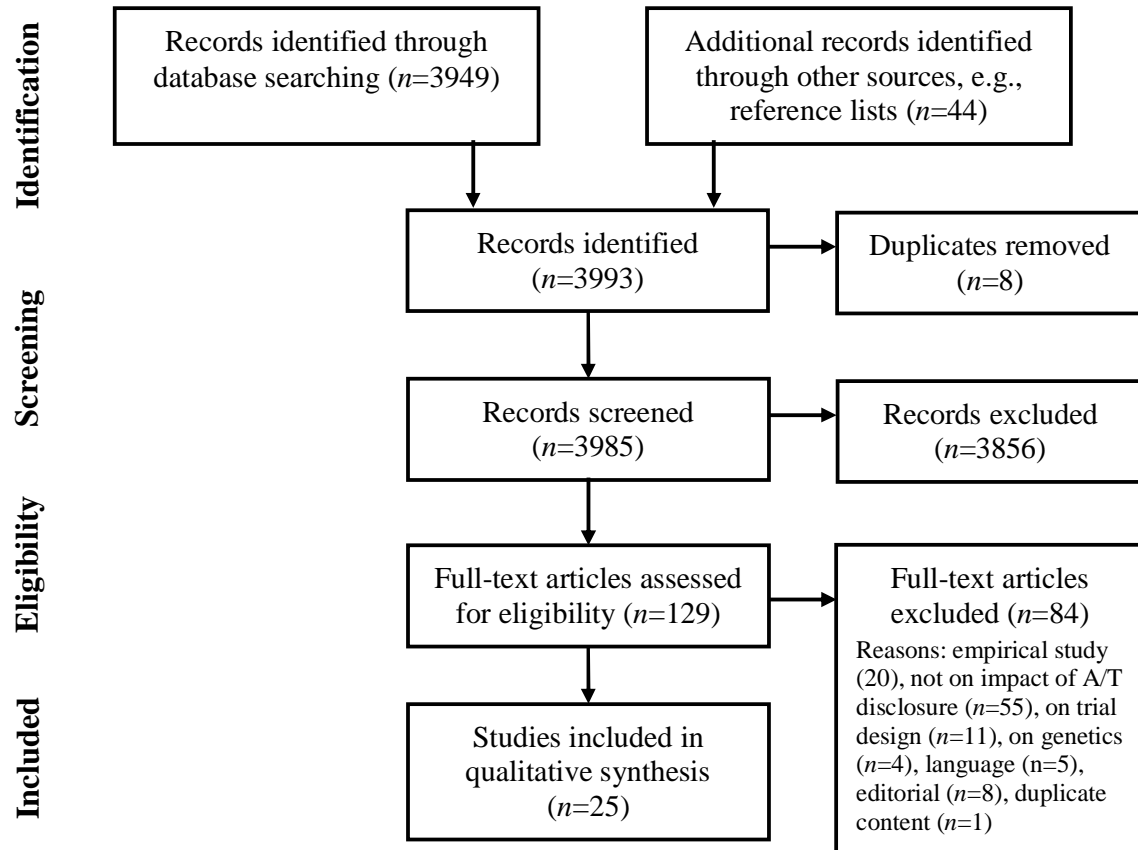 Identification
Records identified through
database searching (n=3949)
Additional records identified
through other sources, e.g.,
reference lists (n=44)
Records identified
(n=3993)
Duplicates removed
(n=8)
Screening
Records screened
(n=3985)
Records excluded
(n=3856)
Eligibility
Full-text articles assessed
for eligibility (n=129)
Full-text articles
excluded (n=84)
Reasons: empirical study
(20), not on impact of A/T
disclosure (n=55), on trial
design (n=11), on genetics
(n=4), language (n=5),
editorial (n=8), duplicate
content (n=1)
Included
Studies included in
qualitative synthesis
(n=25)